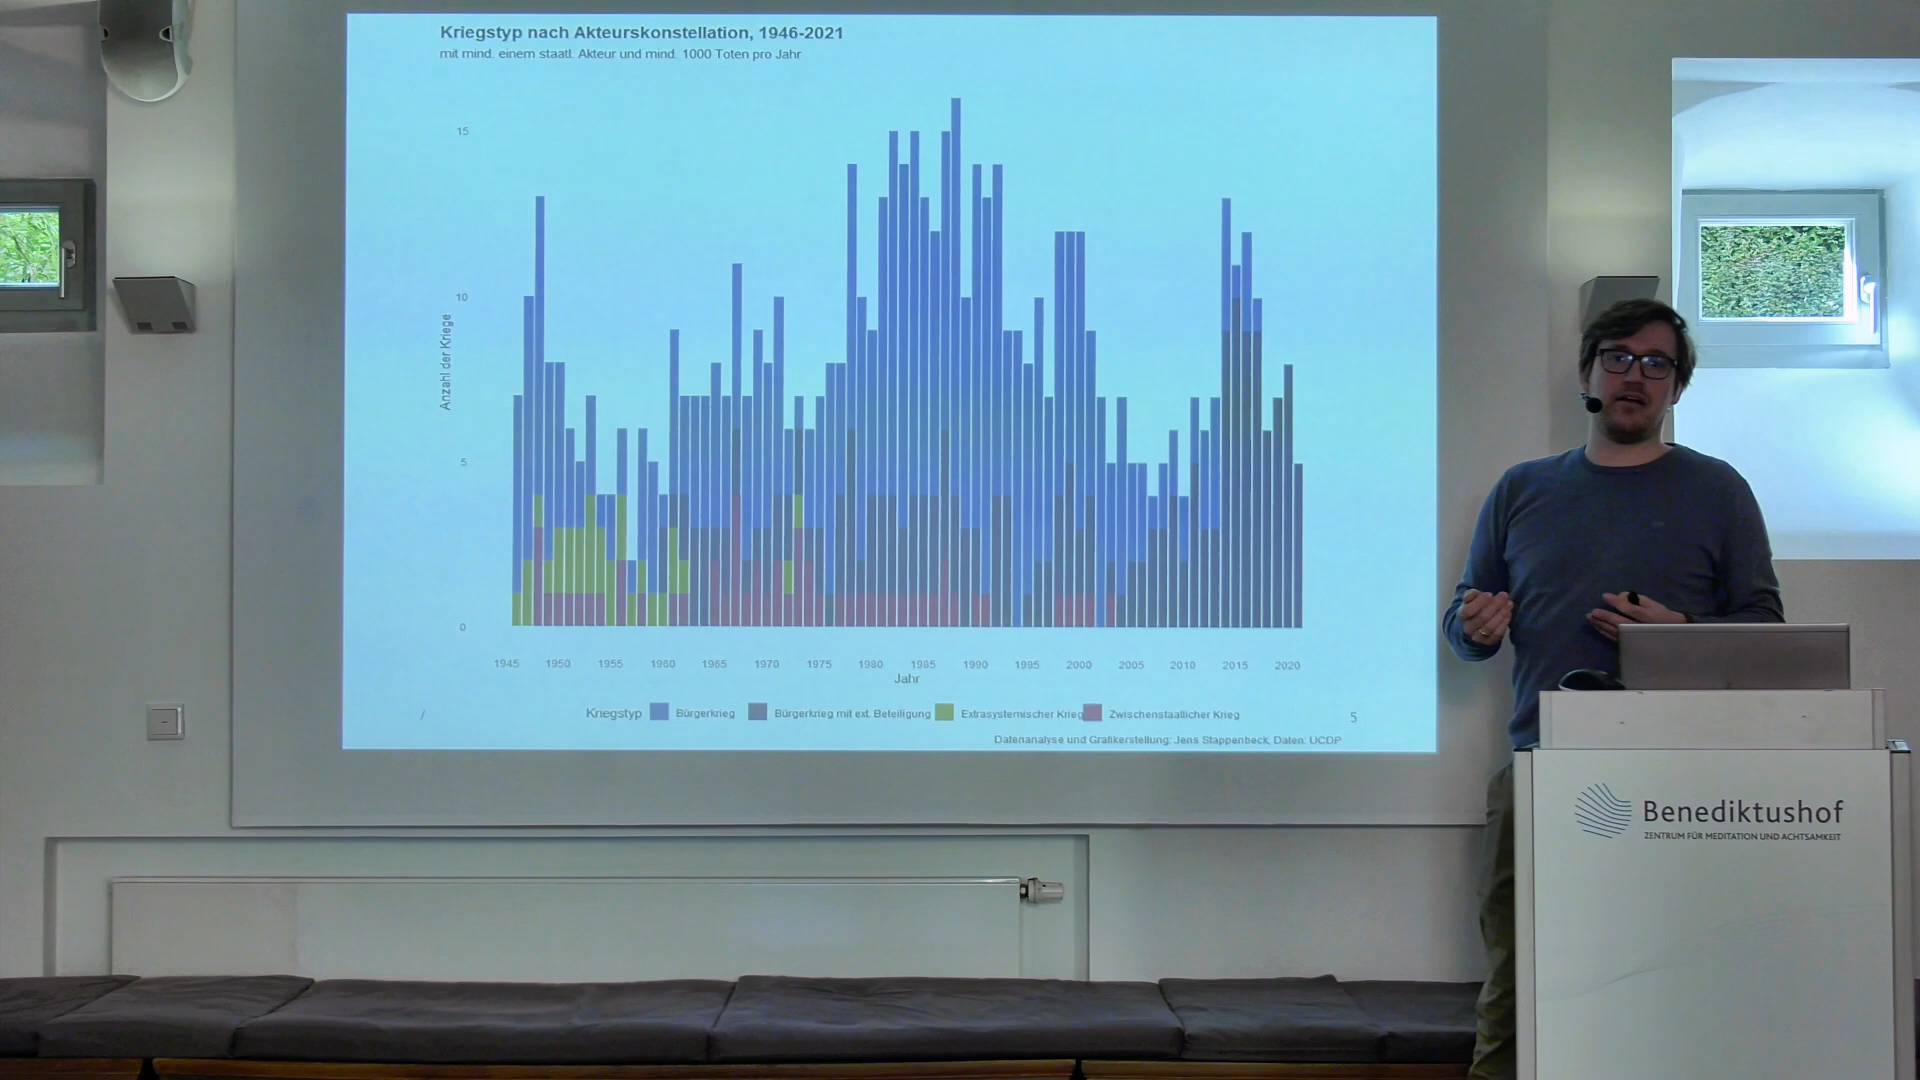 Kriegstyp nach Akteurskonstellation, 1946-2021
mit mind. einem staatl. Akteur und mind. 1000 Toten pro Jahr
15
10
5
0
Anzahl der Kriege
1945 1950 1955 1960 1965 1970 1975 1980 1985 1990 1995 2000 2005 2010 2015 2020
Jahr
Kriegstyp Bürgerkrieg Bürgerkrieg mit ext. Beteiligung Extrasystemischer Krieg Zwischenstaatlicher Krieg
/
5
Datenanalyse und Grafikerstellung: Jens Stappenbeck, Daten: UCDP
Benediktushof
ZENTRUM FÜR MEDITATION UND ACHTSAMKEIT